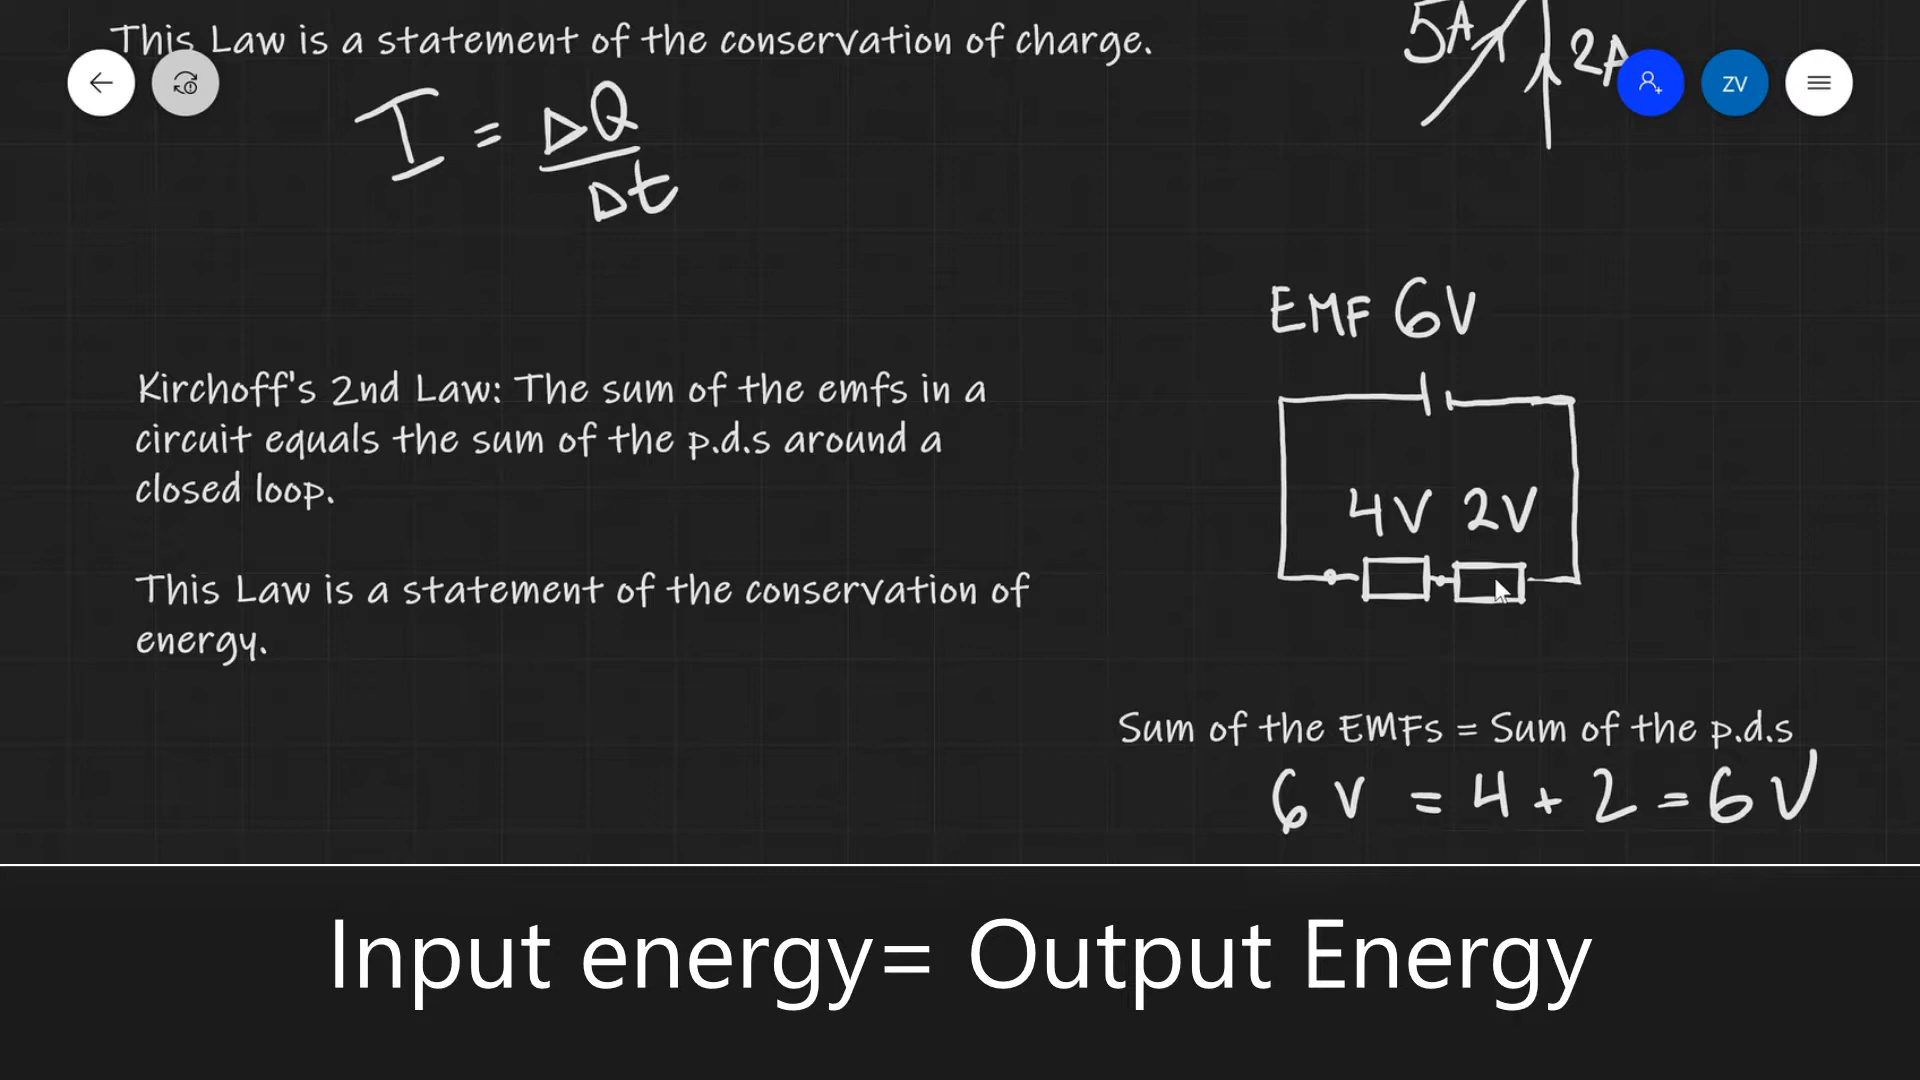 This Law is a statement of the conservation of charge.
I = ΔQ
Δt
5A
2A
ZV
EMF 6V
Kirchoff's 2nd Law: The sum of the emfs in a
circuit equals the sum of the p.d.s around a
closed loop.
4V 2V
This Law is a statement of the conservation of
energy.
Sum of the EMFs = Sum of the p.d.s
6 V = 4 + 2 = 6 V
Input energy= Output Energy